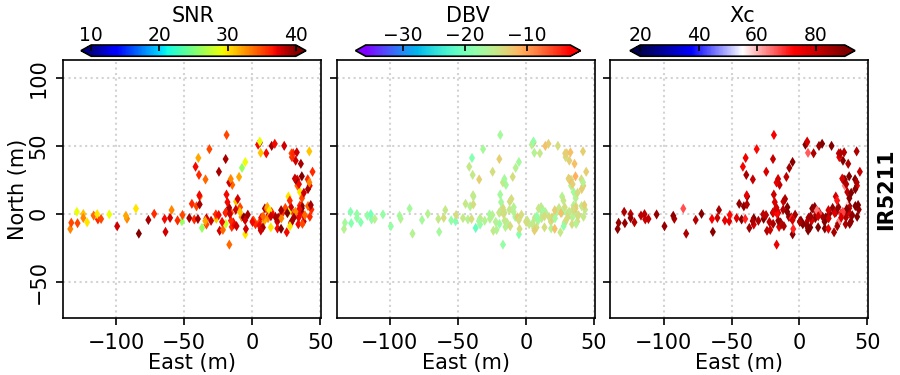 SNR DBV Xc
10 20 30 40 −30 −20 −10 20 40 60 80
100
50
0
−50
North (m)
−100 −50 0 50 −100 −50 0 50 −100 −50 0 50
East (m) East (m) East (m)
IR5211